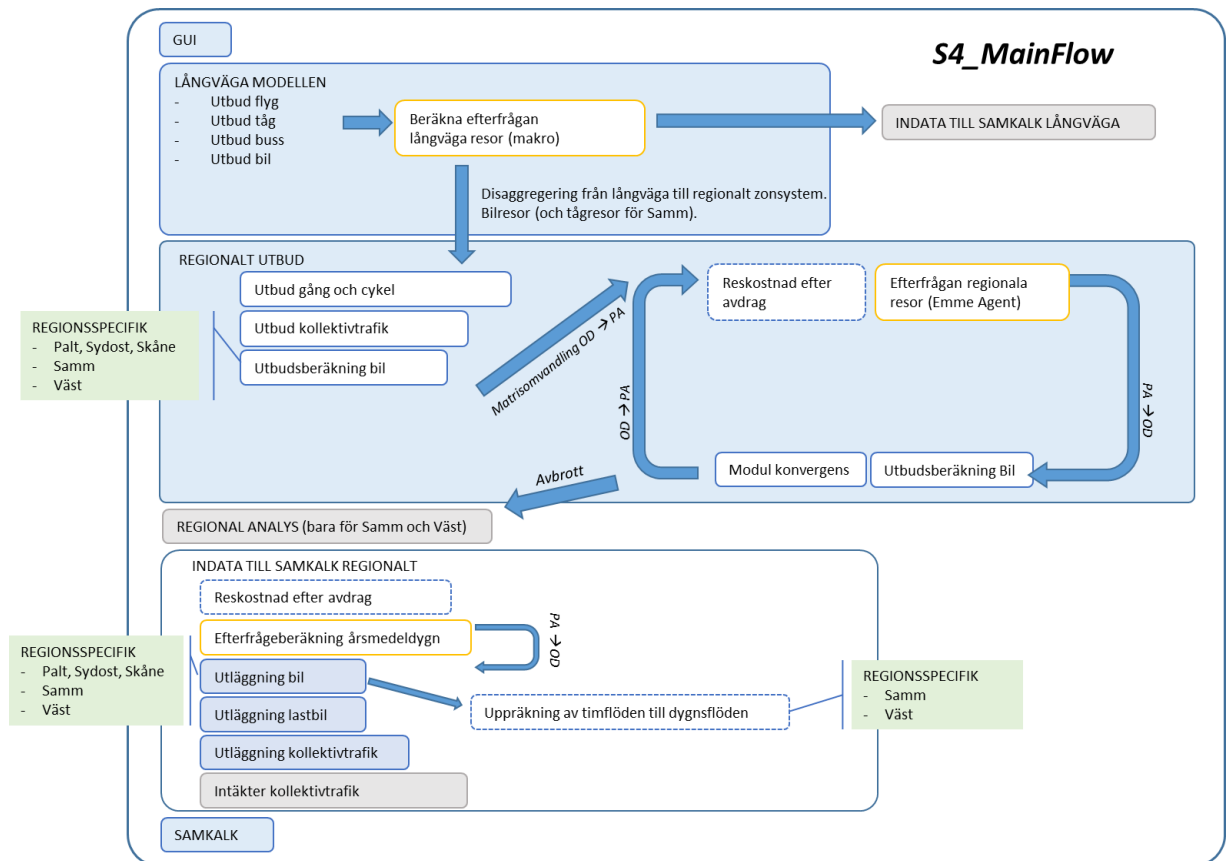 GUI
S4_MainFlow
LÅNGVÄGA MODELLEN
- Utbud flyg
- Utbud tåg
- Utbud buss
- Utbud bil
Beräkna efterfrågan
långväga resor (makro)
INDATA TILL SAMKALK LÅNGVÄGA
Disaggregering från långväga till regionalt zonsystem.
Bilresor (och tågresor för Samm).
REGIONALT UTBUD
Utbud gång och cykel
Utbud kollektivtrafik
Utbudsberäkning bil
REGIONSSPECIFIK
- Palt, Sydost, Skåne
- Samm
- Väst
Matrisomvandling OD → PA
Reskostnad efter
avdrag
Efterfrågan regionala
resor (Emme Agent)
OD → PA
PA → OD
Modul konvergens
Utbudsberäkning Bil
Avbrott
REGIONAL ANALYS (bara för Samm och Väst)
INDATA TILL SAMKALK REGIONALT
Reskostnad efter avdrag
Efterfrågeberäkning årsmedeldygn
PA → OD
REGIONSSPECIFIK
- Palt, Sydost, Skåne
- Samm
- Väst
Utläggning bil
Utläggning lastbil
Utläggning kollektivtrafik
Intäkter kollektivtrafik
Uppräkning av timflöden till dygnsflöden
REGIONSSPECIFIK
- Samm
- Väst
SAMKALK